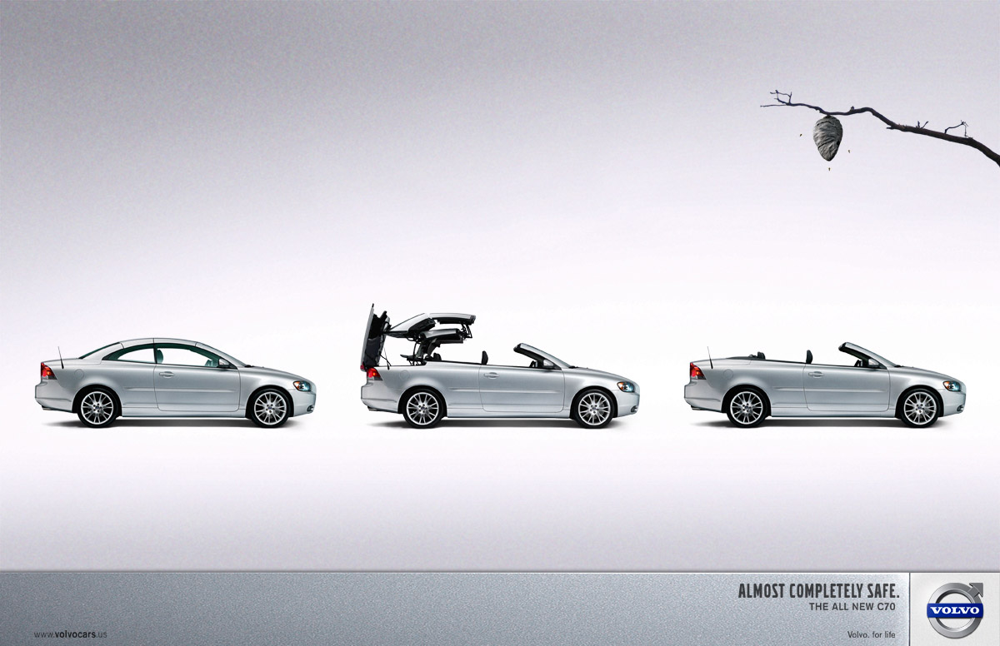 ALMOST COMPLETELY SAFE.
THE ALL NEW C70
VOLVO
www.volvocars.us
Volvo. for life